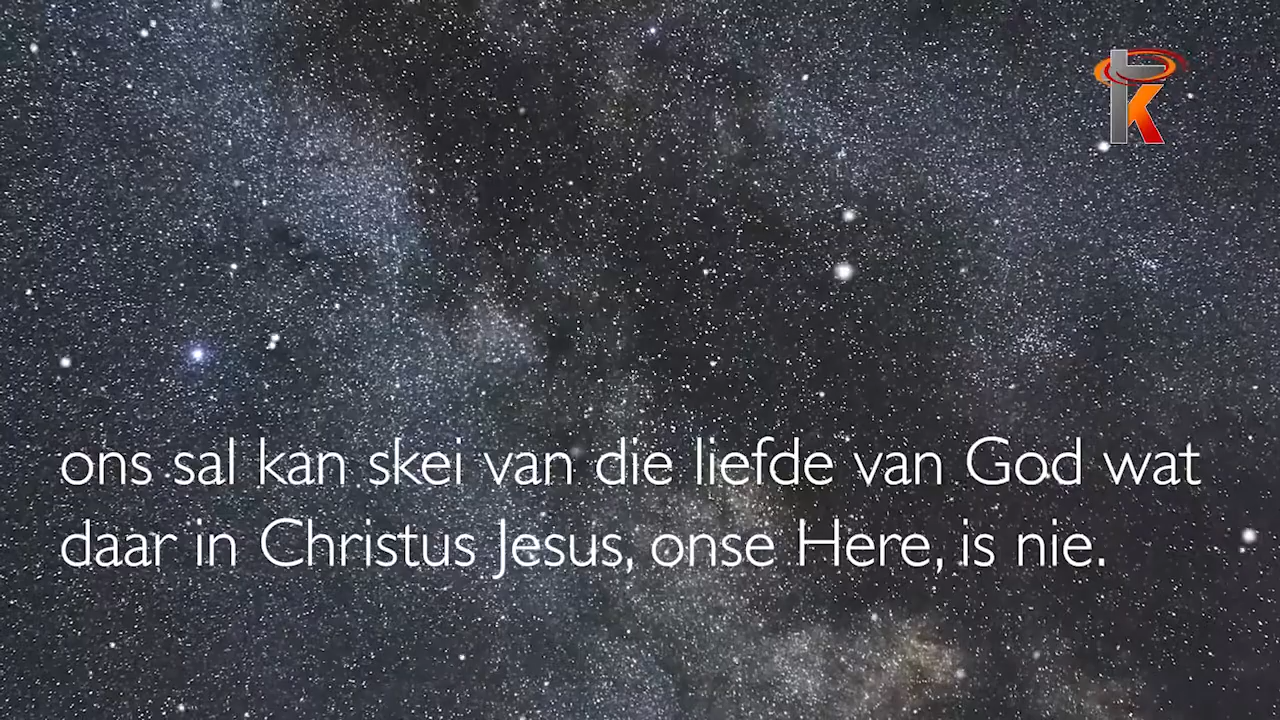 ons sal kan skei van die liefde van God wat
daar in Christus Jesus, onse Here, is nie.